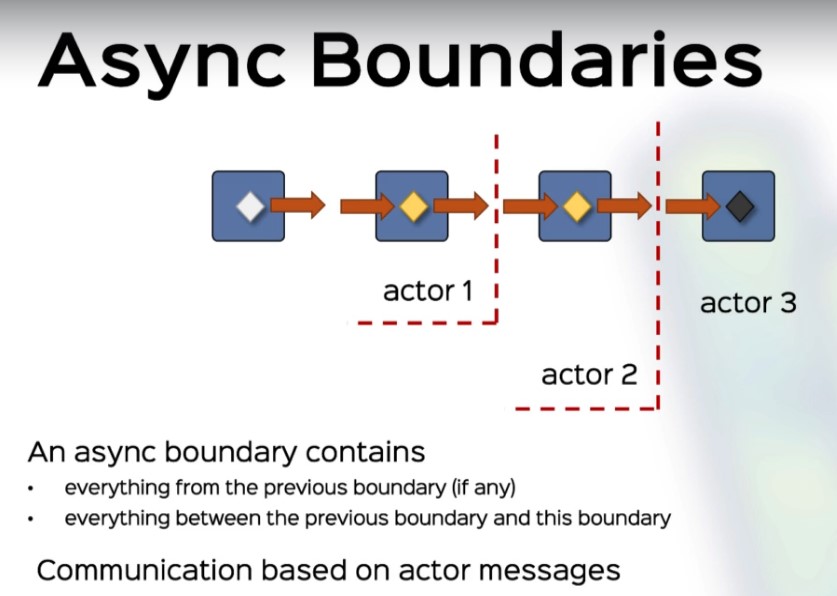 Async Boundaries
actor 1
actor 3
actor 2
An async boundary contains
• everything from the previous boundary (if any)
• everything between the previous boundary and this boundary
Communication based on actor messages